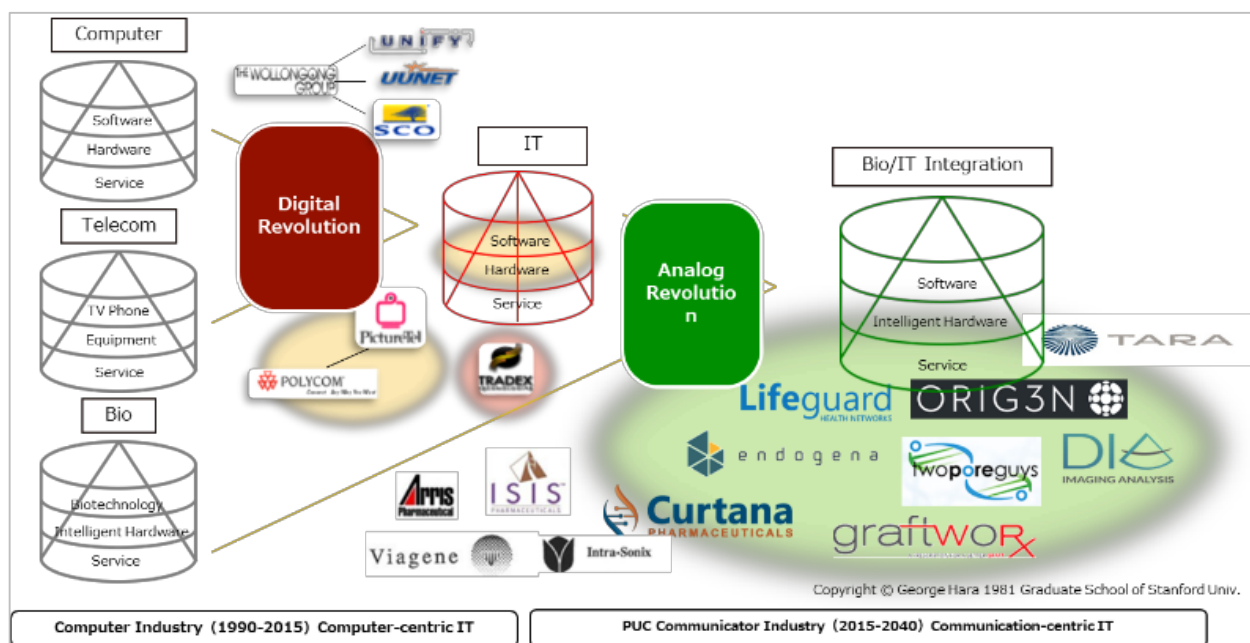 Computer
Software
Hardware
Service
Telecom
TV Phone
Equipment
Service
Bio
Biotechnology
Intelligent Hardware
Service
THE WOLLONGONG
GROUP
UNIFY
UUNET
SCO
Digital
Revolution
PictureTel
POLYCOM
TRADEX
IT
Software
Hardware
Service
Analog
Revolutio
n
Bio/IT Integration
Software
Intelligent Hardware
Service
TARA
Lifeguard
HEALTH NETWORKS
ORIG3N
endogena
twoporeguys
DIA
IMAGING ANALYSIS
Arris
Pharmaceutical
ISIS
PHARMACEUTICALS
Curtana
PHARMACEUTICALS
graftwoRx
Viagene
Intra-Sonix
Copyright © George Hara 1981 Graduate School of Stanford Univ.
Computer Industry (1990-2015) Computer-centric IT
PUC Communicator Industry (2015-2040) Communication-centric IT